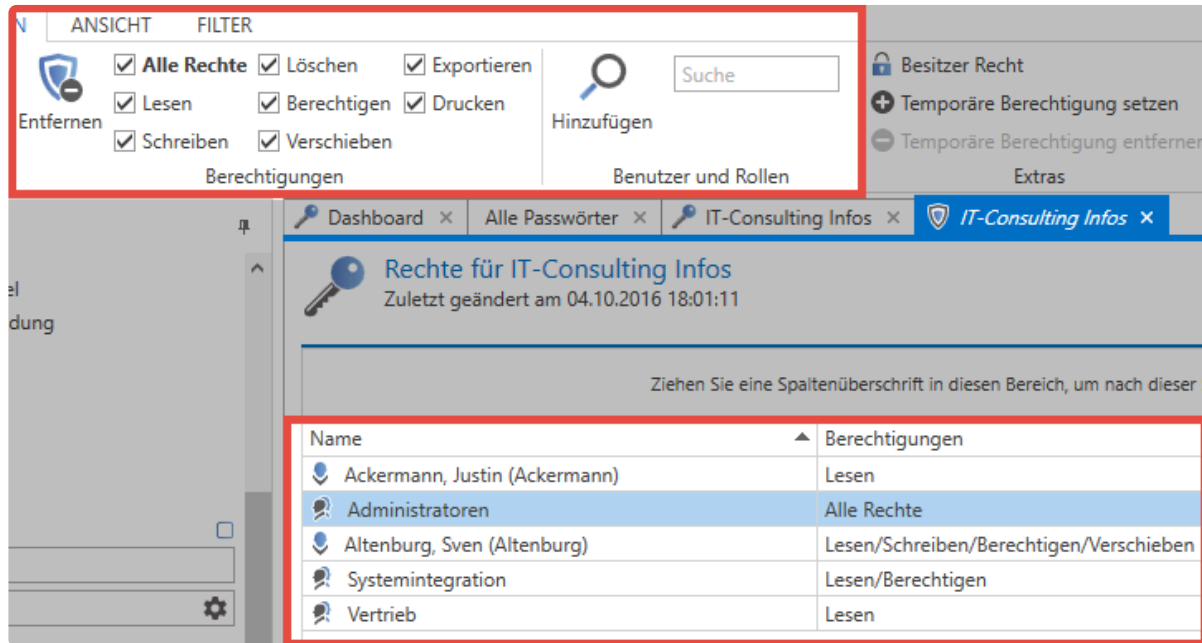 N ANSICHT FILTER
Alle Rechte Löschen Exportieren
Lesen Berechtigen Drucken
Schreiben Verschieben
Entfernen
Berechtigungen
Suche
Hinzufügen
Benutzer und Rollen
Besitzer Recht
Temporäre Berechtigung setzen
Temporäre Berechtigung entfernen
Extras
Dashboard × Alle Passwörter × IT-Consulting Infos × IT-Consulting Infos ×
el
dung
Rechte für IT-Consulting Infos
Zuletzt geändert am 04.10.2016 18:01:11
Ziehen Sie eine Spaltenüberschrift in diesen Bereich, um nach dieser
Name Berechtigungen
Ackermann, Justin (Ackermann) Lesen
Administratoren Alle Rechte
Altenburg, Sven (Altenburg) Lesen/Schreiben/Berechtigen/Verschieben
Systemintegration Lesen/Berechtigen
Vertrieb Lesen